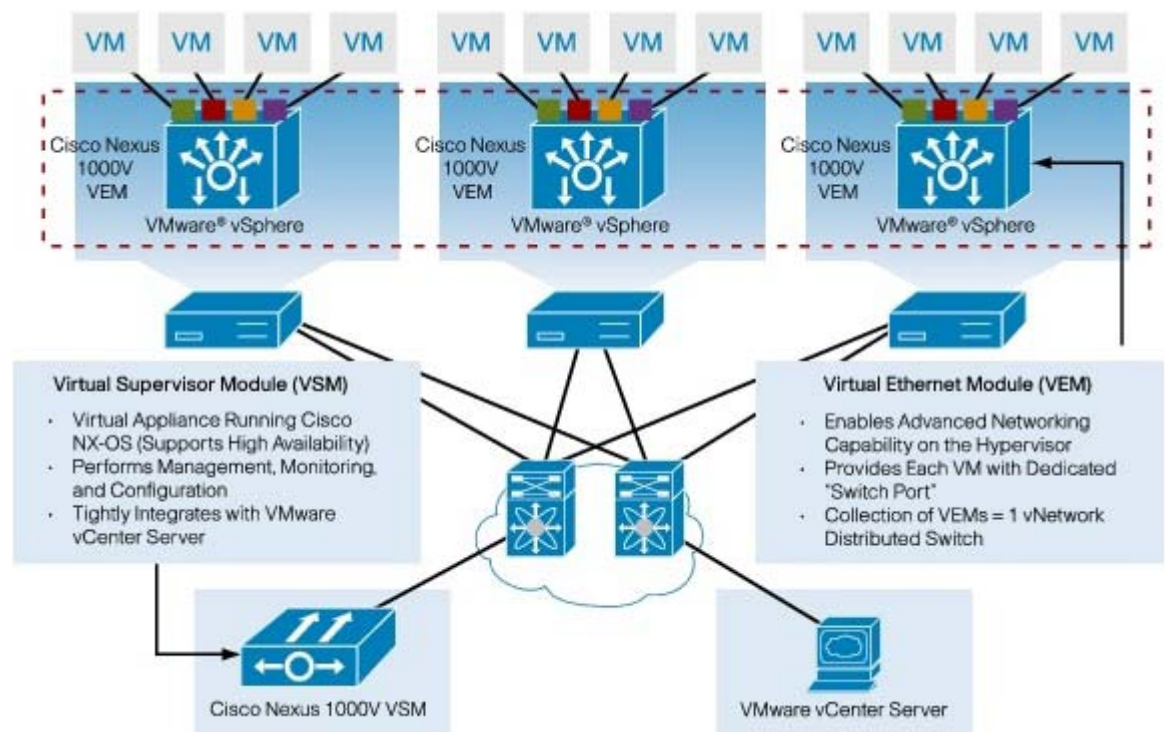 VM VM VM VM VM VM VM VM VM VM VM VM
Cisco Nexus
1000V
VEM
VMware® vSphere
Cisco Nexus
1000V
VEM
VMware® vSphere
Cisco Nexus
1000V
VEM
VMware® vSphere
Virtual Supervisor Module (VSM)
· Virtual Appliance Running Cisco
NX-OS (Supports High Availability)
· Performs Management, Monitoring,
and Configuration
· Tightly Integrates with VMware
vCenter Server
Virtual Ethernet Module (VEM)
· Enables Advanced Networking
Capability on the Hypervisor
· Provides Each VM with Dedicated
"Switch Port"
· Collection of VEMs = 1 vNetwork
Distributed Switch
Cisco Nexus 1000V VSM
VMware vCenter Server